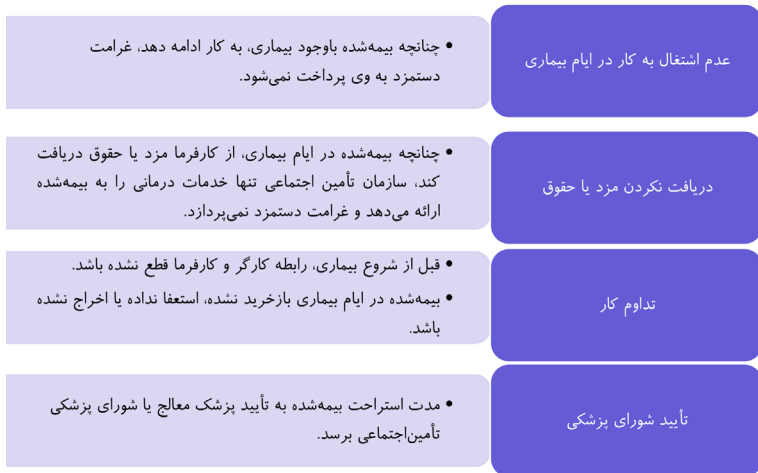 عدم اشتغال به کار در ایام بیماری
• چنانچه بیمه‌شده باوجود بیماری، به کار ادامه دهد، غرامت
دستمزد به وی پرداخت نمی‌شود.
دریافت نکردن مزد یا حقوق
• چنانچه بیمه‌شده در ایام بیماری، از کارفرما مزد یا حقوق دریافت
کند، سازمان تأمین اجتماعی تنها خدمات درمانی را به بیمه‌شده
ارائه می‌دهد و غرامت دستمزد نمی‌پردازد.
تداوم کار
• قبل از شروع بیماری، رابطه کارگر و کارفرما قطع نشده باشد.
• بیمه‌شده در ایام بیماری بازخرید نشده، استعفا نداده یا اخراج نشده
باشد.
تأیید شورای پزشکی
• مدت استراحت بیمه‌شده به تأیید پزشک معالج یا شورای پزشکی
تأمین‌اجتماعی برسد.